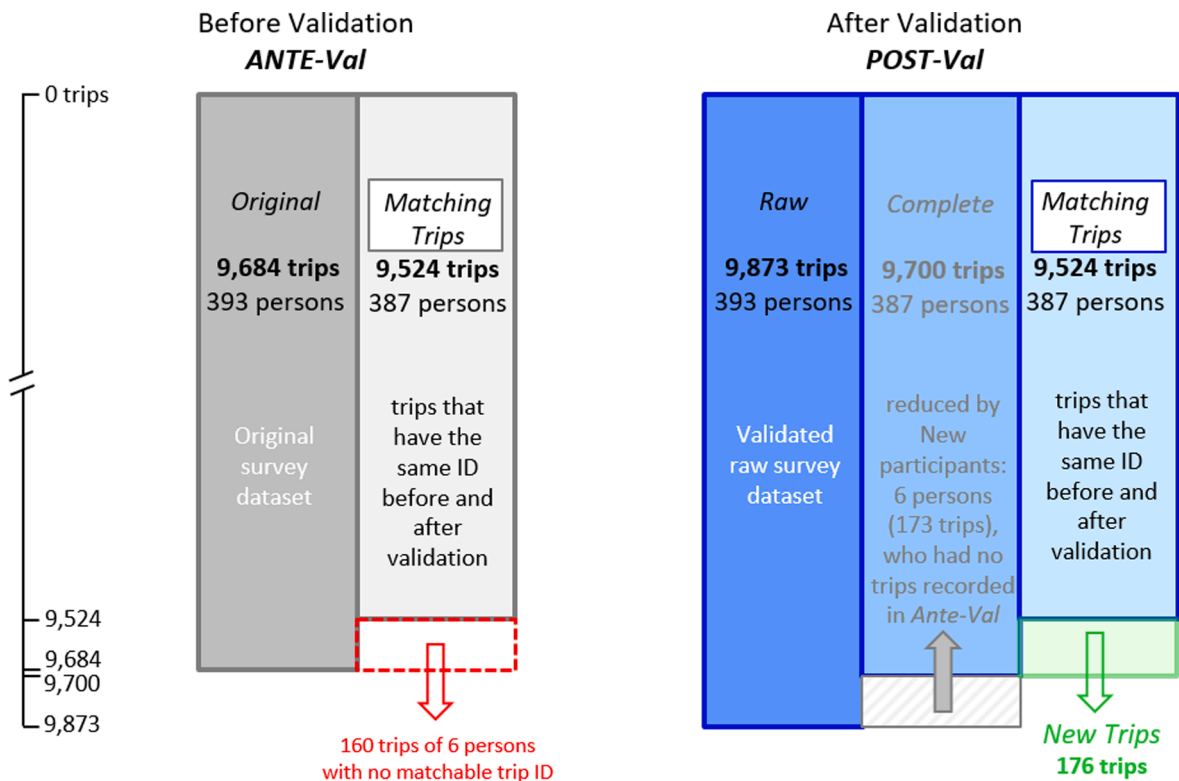 Before Validation
ANTE-Val
After Validation
POST-Val
0 trips
9,524
9,684
9,700
9,873
Original
9,684 trips
393 persons
Original
survey
dataset
Matching
Trips
9,524 trips
387 persons
trips that
have the
same ID
before and
after
validation
160 trips of 6 persons
with no matchable trip ID
Raw
9,873 trips
393 persons
Validated
raw survey
dataset
Complete
9,700 trips
387 persons
reduced by
New
participants:
6 persons
(173 trips),
who had no
trips recorded
in Ante-Val
Matching
Trips
9,524 trips
387 persons
trips that
have the
same ID
before and
after
validation
New Trips
176 trips